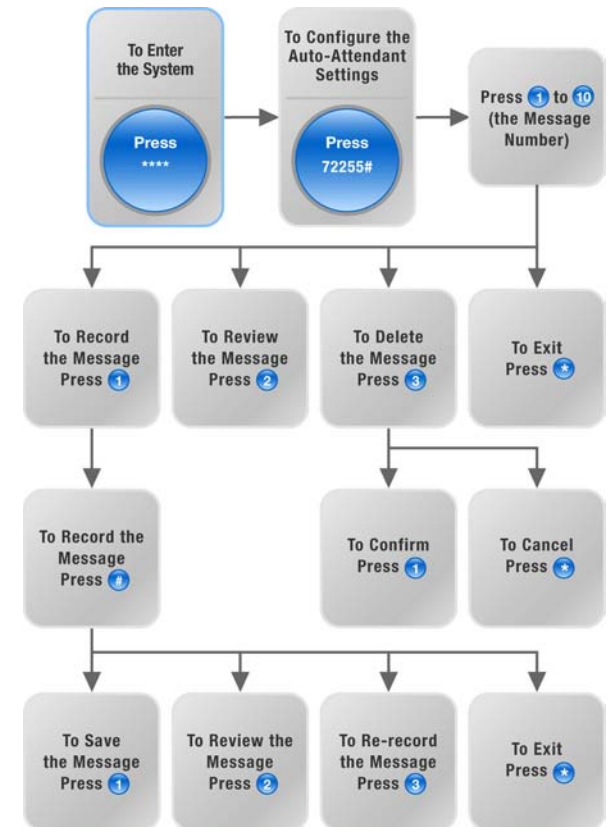 To Enter
the System
Press
****
To Configure the
Auto-Attendant
Settings
Press
72255#
Press 1 to 10
(the Message
Number)
To Record
the Message
Press 1
To Review
the Message
Press 2
To Delete
the Message
Press 3
To Exit
Press *
To Record the
Message
Press #
To Confirm
Press 1
To Cancel
Press *
To Save
the Message
Press 1
To Review the
Message
Press 2
To Re-record
the Message
Press 3
To Exit
Press *